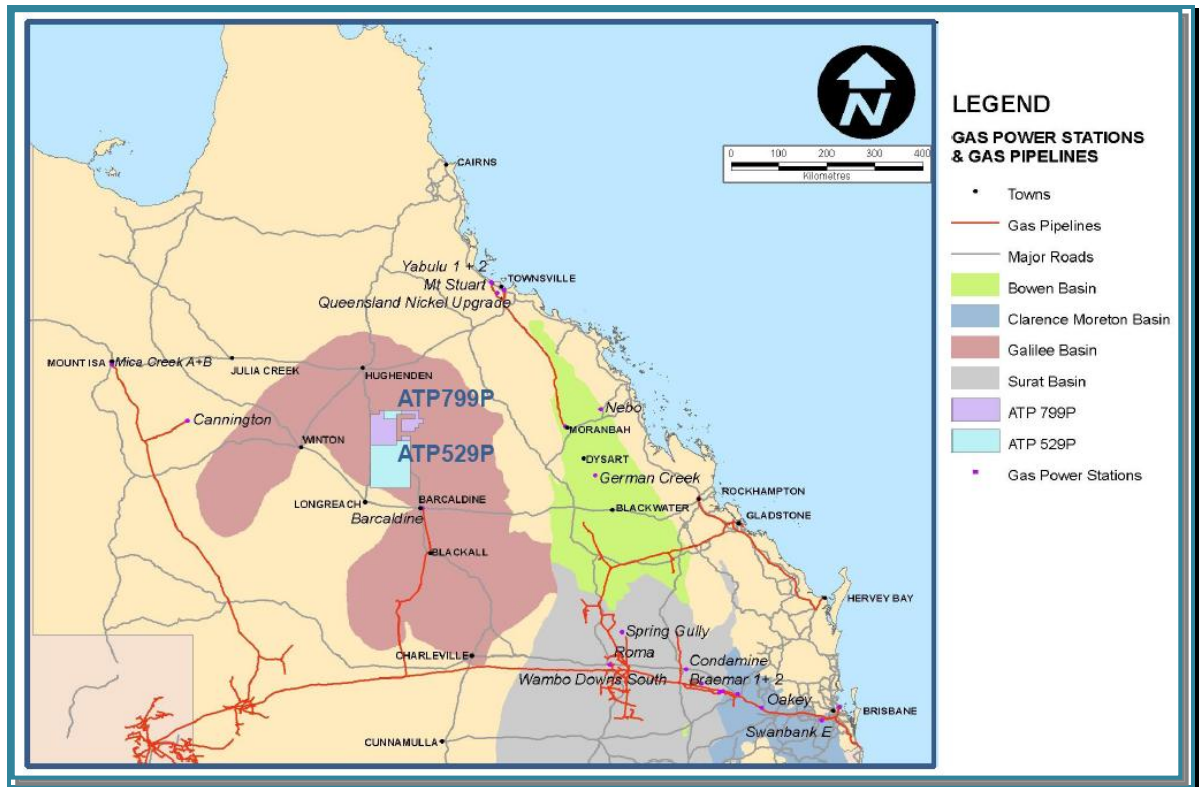 N
0 100 200 300 400
Kilometres
CAIRNS
Yabulu 1 + 2
TOWNSVILLE
Mt Stuart
Queensland Nickel Upgrade
MOUNT ISA
Mica Creek A+B
JULIA CREEK
HUGHENDEN
ATP799P
Cannington
Nebo
MORANBAH
WINTON
ATP529P
DYSART
German Creek
LONGREACH
BARCALDINE
Barcaldine
BLACKWATER
ROCKHAMPTON
GLADSTONE
BLACKALL
HERVEY BAY
Spring Gully
CHARLEVILLE
Roma
Condamine
Wambo Downs South
Braemar 1+ 2
Oakey
BRISBANE
Swanbank E
CUNNAMULLA
LEGEND
GAS POWER STATIONS
& GAS PIPELINES
Towns
Gas Pipelines
Major Roads
Bowen Basin
Clarence Moreton Basin
Galilee Basin
Surat Basin
ATP 799P
ATP 529P
Gas Power Stations